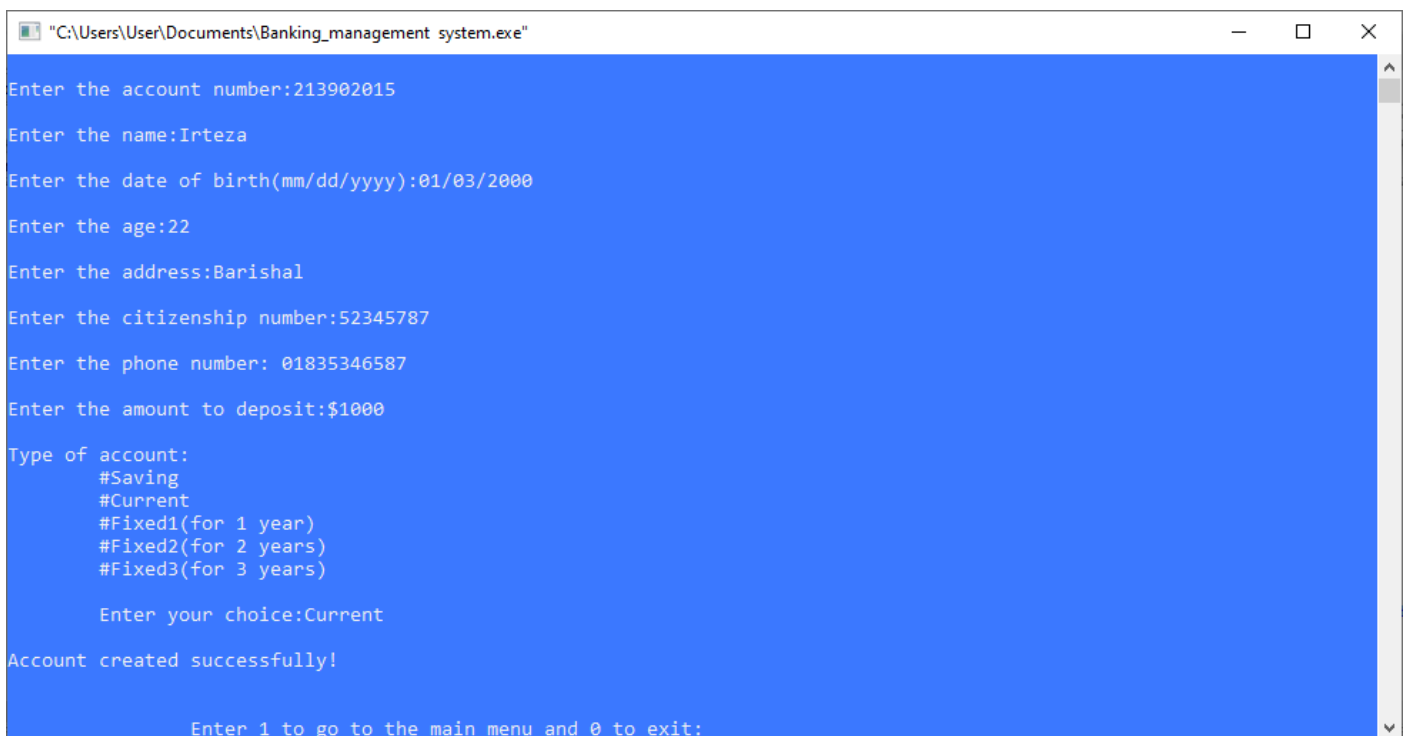 "C:\Users\User\Documents\Banking_management system.exe"
Enter the account number:213902015
Enter the name:Irteza
Enter the date of birth(mm/dd/yyyy):01/03/2000
Enter the age:22
Enter the address:Barishal
Enter the citizenship number:52345787
Enter the phone number: 01835346587
Enter the amount to deposit:$1000
Type of account:
#Saving
#Current
#Fixed1(for 1 year)
#Fixed2(for 2 years)
#Fixed3(for 3 years)
Enter your choice:Current
Account created successfully!
Enter 1 to go to the main menu and 0 to exit: